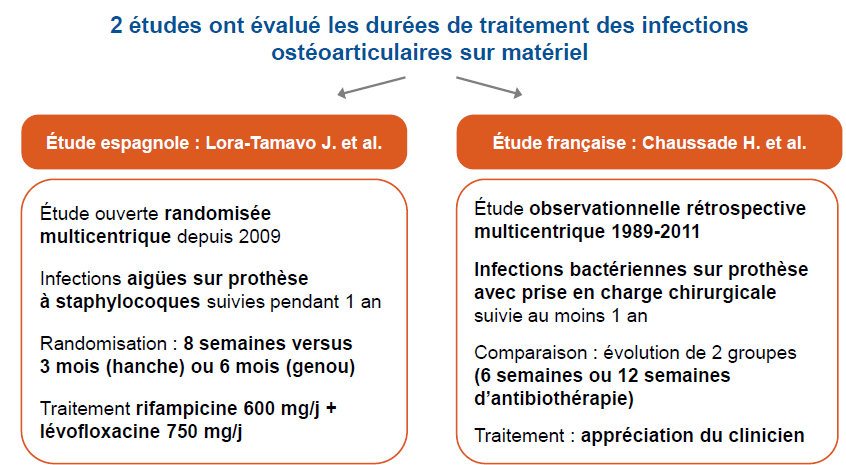 2 études ont évalué les durées de traitement des infections
ostéoarticulaires sur matériel
Étude espagnole : Lora-Tamavo J. et al.
Étude ouverte randomisée
multicentrique depuis 2009
Infections aigües sur prothèse
à staphylocoques suivies pendant 1 an
Randomisation : 8 semaines versus
3 mois (hanche) ou 6 mois (genou)
Traitement rifampicine 600 mg/j +
lévofloxacine 750 mg/j
Étude française : Chaussade H. et al.
Étude observationnelle rétrospective
multicentrique 1989-2011
Infections bactériennes sur prothèse
avec prise en charge chirurgicale
suivie au moins 1 an
Comparaison : évolution de 2 groupes
(6 semaines ou 12 semaines
d’antibiothérapie)
Traitement : appréciation du clinicien